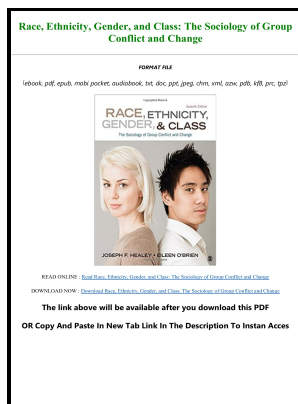 Race, Ethnicity, Gender, and Class: The Sociology of Group
Conflict and Change
FORMAT FILE
[ebook, pdf, epub, mobi pocket, audiobook, txt, doc, ppt, jpeg, chm, xml, azw, pdb, kf8, prc, tpz]
Seventh Edition
RACE, ETHNICITY,
GENDER, & CLASS
The Sociology of Group Conflict and Change
JOSEPH F. HEALEY • EILEEN O'BRIEN
READ ONLINE : Read Race, Ethnicity, Gender, and Class: The Sociology of Group Conflict and Change
DOWNLOAD NOW : Download Race, Ethnicity, Gender, and Class: The Sociology of Group Conflict and Change
The link above will be available after you download this PDF
OR Copy And Paste In New Tab Link In The Description To Instan Acces